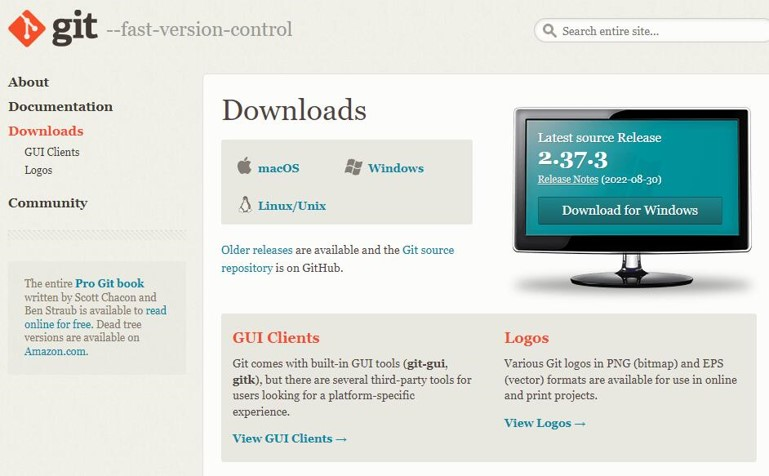 git --fast-version-control
Search entire site...
About
Documentation
Downloads
GUI Clients
Logos
Community
The entire Pro Git book
written by Scott Chacon and
Ben Straub is available to read
online for free. Dead tree
versions are available on
Amazon.com.
Downloads
macOS
Windows
Linux/Unix
Older releases are available and the Git source
repository is on GitHub.
Latest source Release
2.37.3
Release Notes (2022-08-30)
Download for Windows
GUI Clients
Git comes with built-in GUI tools (git-gui,
gitk), but there are several third-party tools for
users looking for a platform-specific
experience.
View GUI Clients →
Logos
Various Git logos in PNG (bitmap) and EPS
(vector) formats are available for use in online
and print projects.
View Logos →